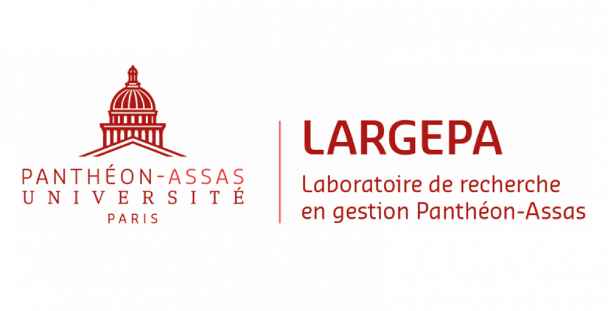 PANTHÉON-ASSAS
UNIVERSITÉ
PARIS
LARGEPA
Laboratoire de recherche
en gestion Panthéon-Assas